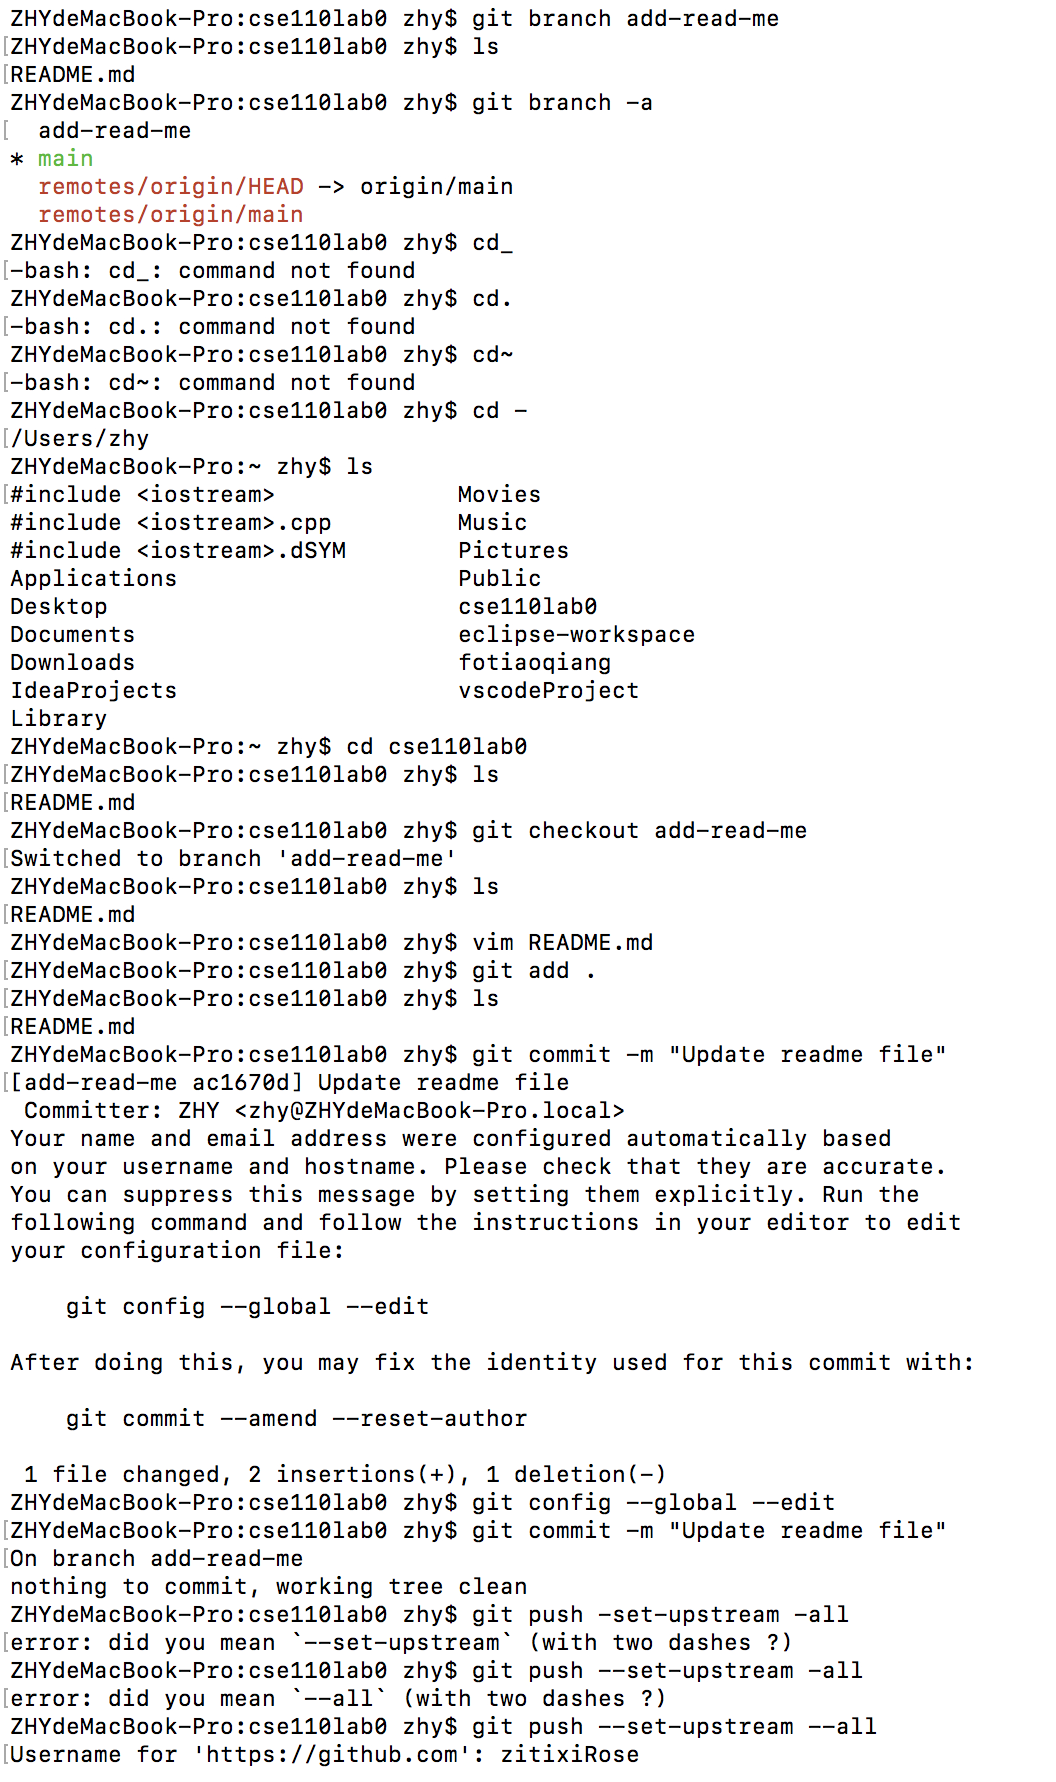 ZHYdeMacBook-Pro:cse110lab0 zhy$ git branch add-read-me
[ZHYdeMacBook-Pro:cse110lab0 zhy$ ls
[README.md
ZHYdeMacBook-Pro:cse110lab0 zhy$ git branch -a
[  add-read-me
* main
  remotes/origin/HEAD -> origin/main
  remotes/origin/main
ZHYdeMacBook-Pro:cse110lab0 zhy$ cd_
[-bash: cd_: command not found
ZHYdeMacBook-Pro:cse110lab0 zhy$ cd.
[-bash: cd.: command not found
ZHYdeMacBook-Pro:cse110lab0 zhy$ cd~
[-bash: cd~: command not found
ZHYdeMacBook-Pro:cse110lab0 zhy$ cd -
[/Users/zhy
ZHYdeMacBook-Pro:~ zhy$ ls
[#include <iostream>             Movies
#include <iostream>.cpp         Music
#include <iostream>.dSYM        Pictures
Applications                    Public
Desktop                         cse110lab0
Documents                       eclipse-workspace
Downloads                       fotiaoqiang
IdeaProjects                    vscodeProject
Library
ZHYdeMacBook-Pro:~ zhy$ cd cse110lab0
[ZHYdeMacBook-Pro:cse110lab0 zhy$ ls
[README.md
ZHYdeMacBook-Pro:cse110lab0 zhy$ git checkout add-read-me
[Switched to branch 'add-read-me'
ZHYdeMacBook-Pro:cse110lab0 zhy$ ls
[README.md
ZHYdeMacBook-Pro:cse110lab0 zhy$ vim README.md
[ZHYdeMacBook-Pro:cse110lab0 zhy$ git add .
[ZHYdeMacBook-Pro:cse110lab0 zhy$ ls
[README.md
ZHYdeMacBook-Pro:cse110lab0 zhy$ git commit -m "Update readme file"
[[add-read-me ac1670d] Update readme file
 Committer: ZHY <zhy@ZHYdeMacBook-Pro.local>
Your name and email address were configured automatically based
on your username and hostname. Please check that they are accurate.
You can suppress this message by setting them explicitly. Run the
following command and follow the instructions in your editor to edit
your configuration file:
    git config --global --edit
After doing this, you may fix the identity used for this commit with:
    git commit --amend --reset-author
 1 file changed, 2 insertions(+), 1 deletion(-)
ZHYdeMacBook-Pro:cse110lab0 zhy$ git config --global --edit
[ZHYdeMacBook-Pro:cse110lab0 zhy$ git commit -m "Update readme file"
[On branch add-read-me
nothing to commit, working tree clean
ZHYdeMacBook-Pro:cse110lab0 zhy$ git push -set-upstream -all
[error: did you mean `--set-upstream` (with two dashes ?)
ZHYdeMacBook-Pro:cse110lab0 zhy$ git push --set-upstream -all
[error: did you mean `--all` (with two dashes ?)
ZHYdeMacBook-Pro:cse110lab0 zhy$ git push --set-upstream --all
[Username for 'https://github.com': zitixiRose